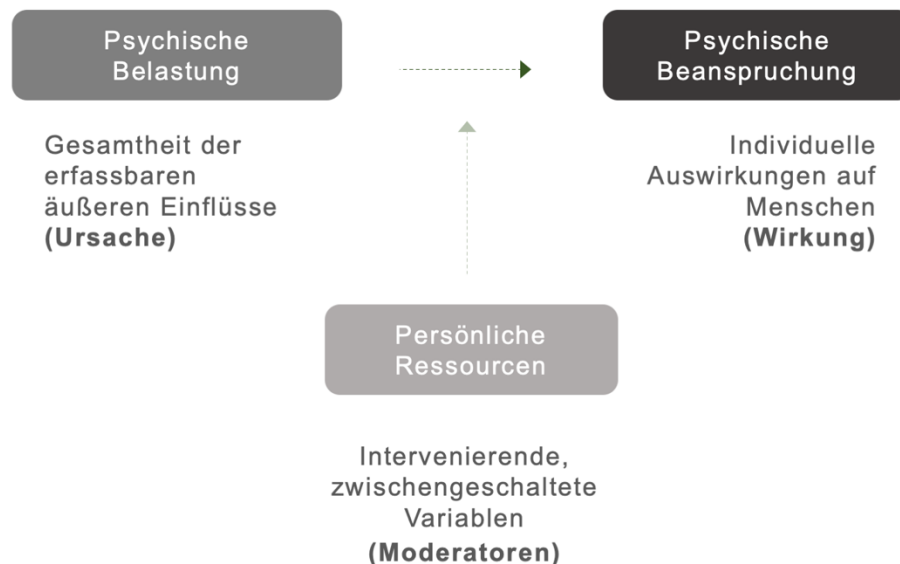 Psychische
Belastung
Psychische
Beanspruchung
Gesamtheit der
erfassbaren
äußeren Einflüsse
(Ursache)
Individuelle
Auswirkungen auf
Menschen
(Wirkung)
Persönliche
Ressourcen
Intervenierende,
zwischengeschaltete
Variablen
(Moderatoren)